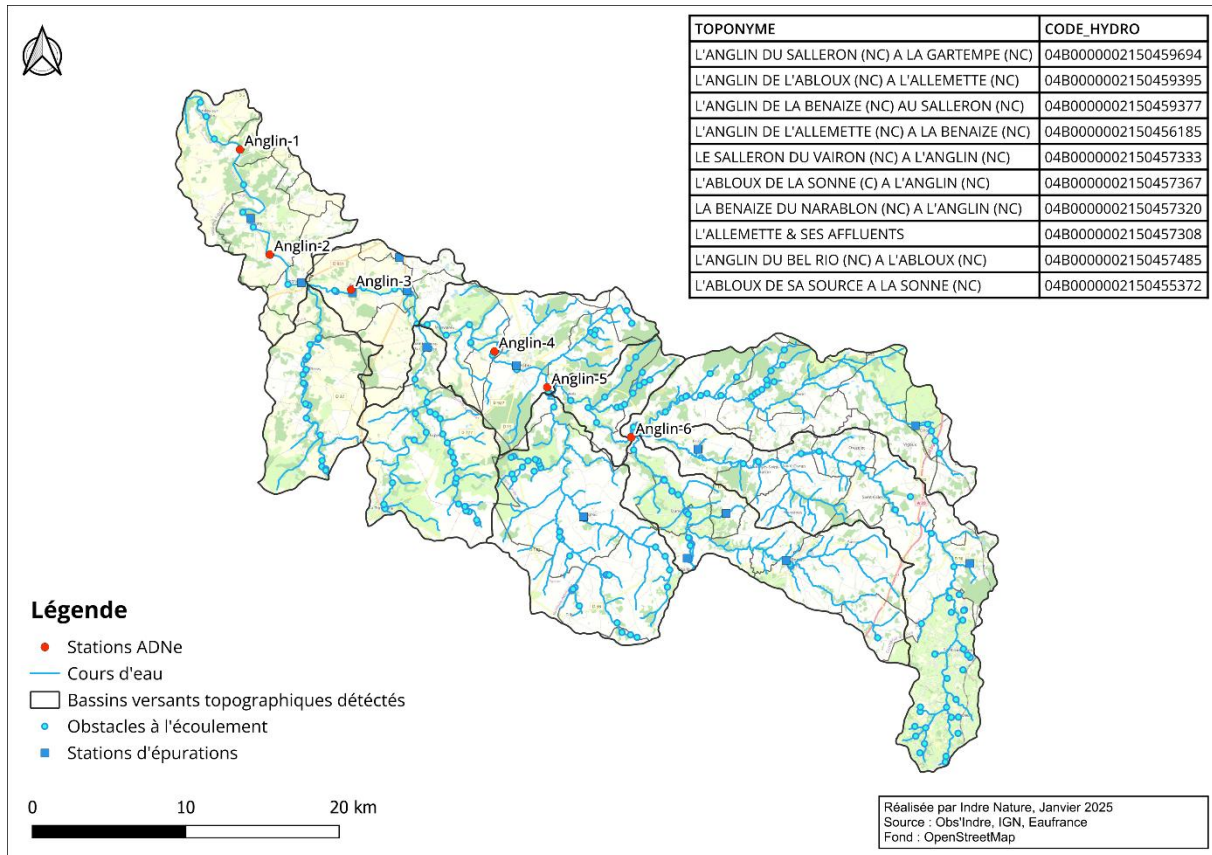 TOPONYME CODE_HYDRO
L'ANGLIN DU SALLERON (NC) A LA GARTEMPE (NC) 04B0000002150459694
L'ANGLIN DE L'ABLOUX (NC) A L'ALLEMETTE (NC) 04B0000002150459395
L'ANGLIN DE LA BENAIZE (NC) AU SALLERON (NC) 04B0000002150459377
L'ANGLIN DE L'ALLEMETTE (NC) A LA BENAIZE (NC) 04B0000002150456185
LE SALLERON DU VAIRON (NC) A L'ANGLIN (NC) 04B0000002150457333
L'ABLOUX DE LA SONNE (C) A L'ANGLIN (NC) 04B0000002150457367
LA BENAIZE DU NARABLON (NC) A L'ANGLIN (NC) 04B0000002150457320
L'ALLEMETTE & SES AFFLUENTS 04B0000002150457308
L'ANGLIN DU BEL RIO (NC) A L'ABLOUX (NC) 04B0000002150457485
L'ABLOUX DE SA SOURCE A LA SONNE (NC) 04B0000002150455372
Anglin-1
Anglin-2
Anglin-3
Anglin-4
Anglin-5
Anglin-6
Légende
Stations ADNe
Cours d'eau
Bassins versants topographiques détéctés
Obstacles à l'écoulement
Stations d'épurations
0 10 20 km
Réalisée par Indre Nature, Janvier 2025
Source : Obs'Indre, IGN, Eaufrance
Fond : OpenStreetMap